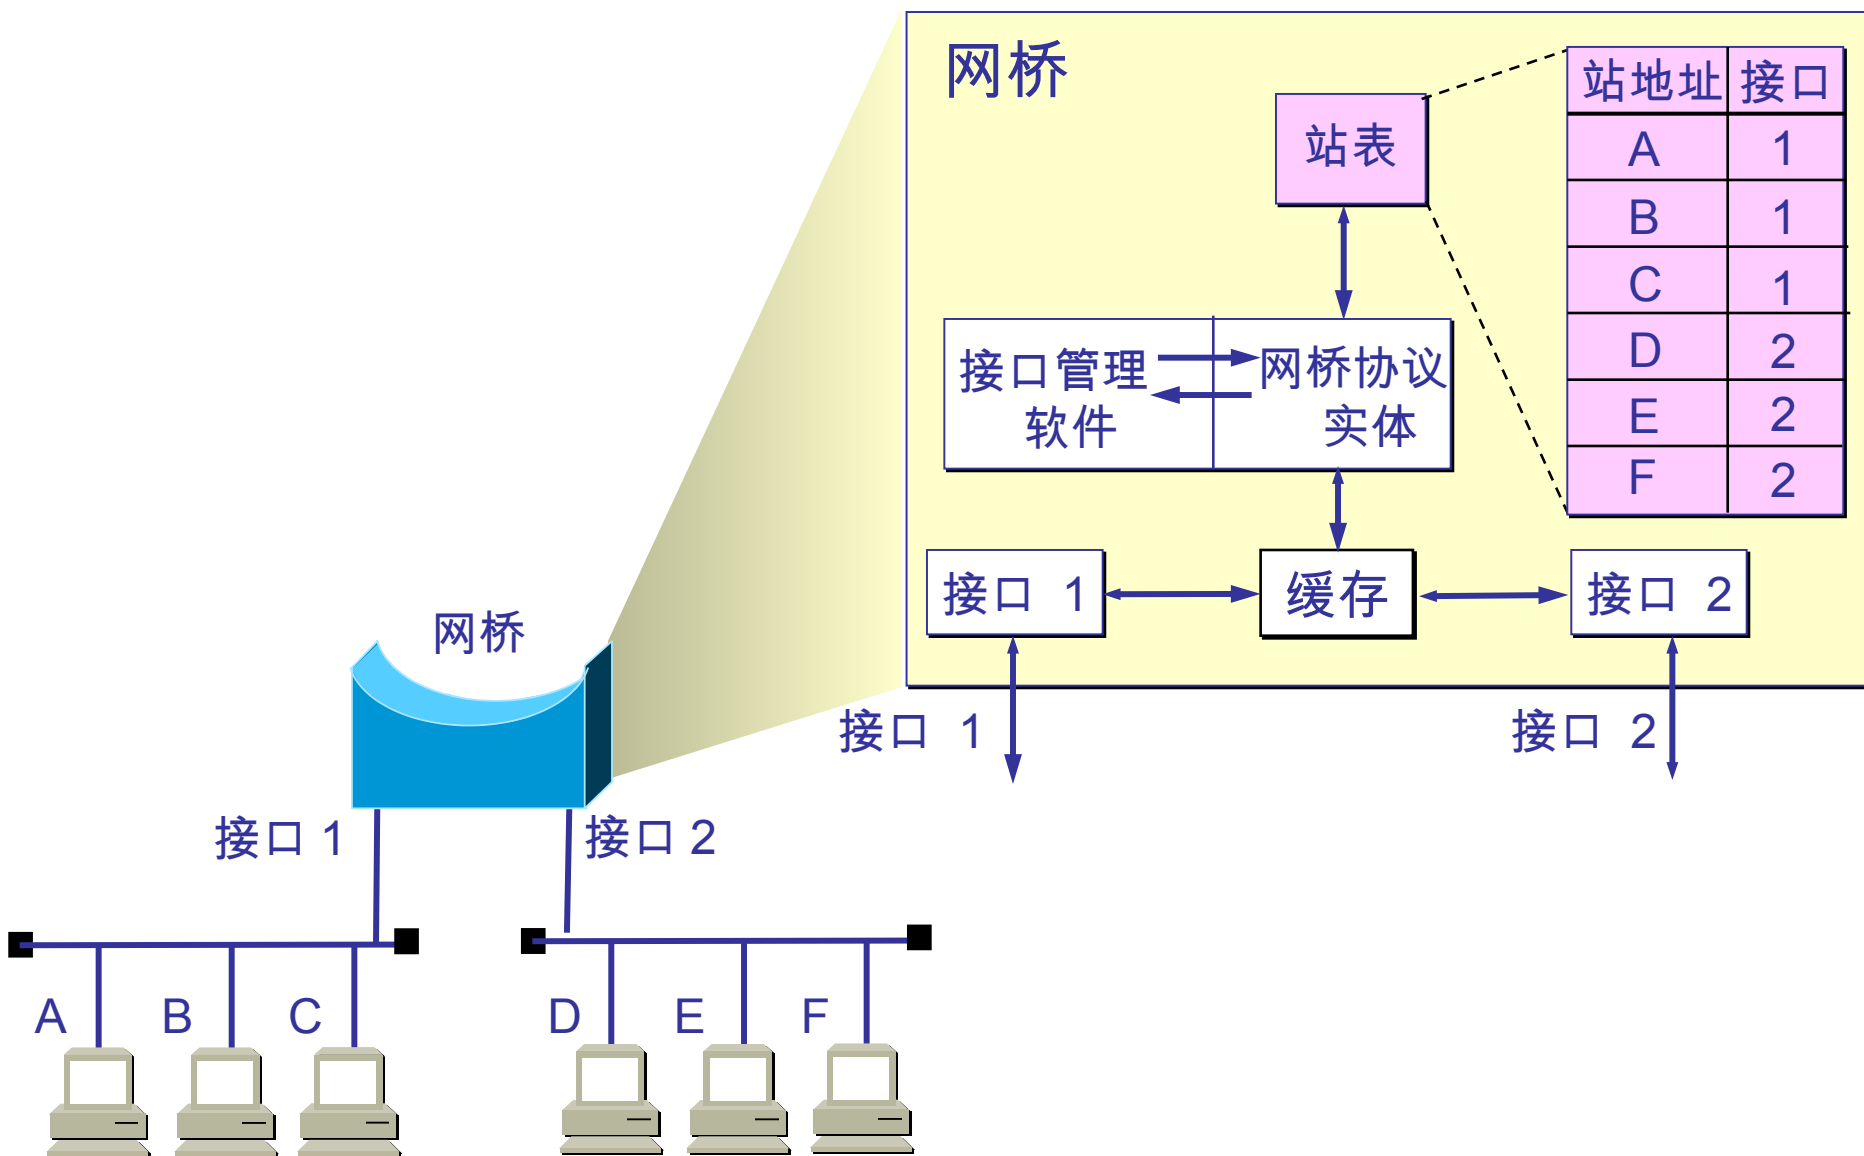 网桥
站表
站地址 接口
A 1
B 1
C 1
D 2
E 2
F 2
接口管理
软件
网桥协议
实体
接口 1
缓存
接口 2
接口 1
接口 2
网桥
接口 1
接口 2
A B C D E F